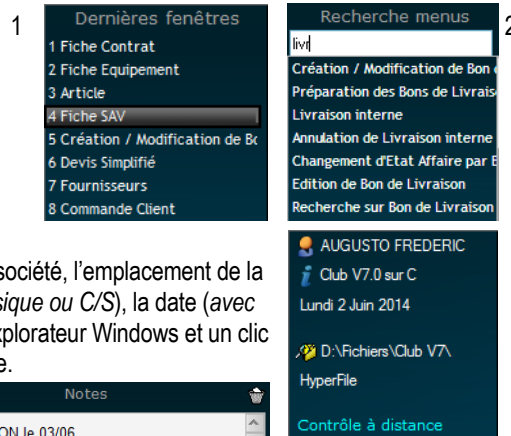 1
Dernières fenêtres
1 Fiche Contrat
2 Fiche Equipement
3 Article
4 Fiche SAV
5 Création / Modification de Bc
6 Devis Simplifié
7 Fournisseurs
8 Commande Client
Recherche menus
2
livr
Création / Modification de Bon
Préparation des Bons de Livrais
Livraison interne
Annulation de Livraison interne
Changement d'Etat Affaire par
Edition de Bon de Livraison
Recherche sur Bon de Livraison
société, l'emplacement de la
sique ou C/S), la date (avec
xplorateur Windows et un clic
e.
AUGUSTO FREDERIC
Club V7.0 sur C
Lundi 2 Juin 2014
D:\Fichiers\Club V7\
HyperFile
Contrôle à distance
Notes
ON le 03/06